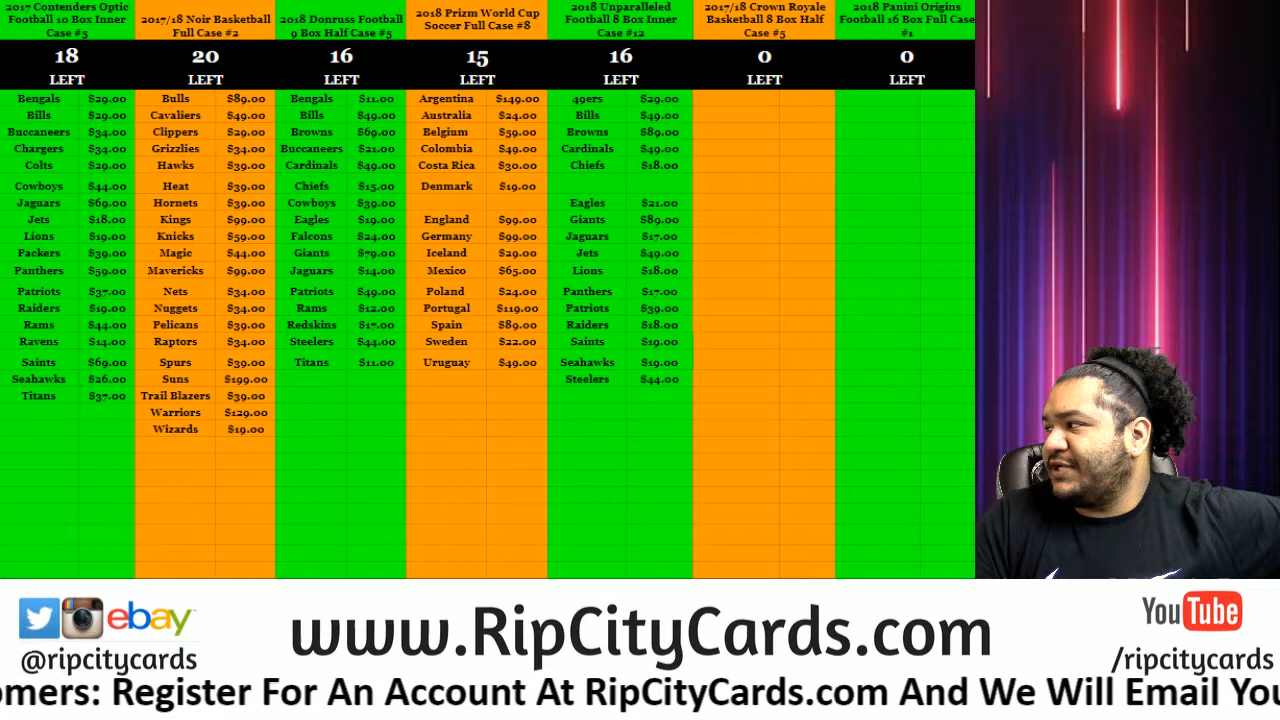 2017 Contenders Optic
Football 10 Box Inner
Case #5
18
LEFT
Bengals $29.00
Bills $29.00
Buccaneers $34.00
Chargers $34.00
Colts $29.00
Cowboys $44.00
Jaguars $69.00
Jets $18.00
Lions $19.00
Packers $39.00
Panthers $59.00
Patriots $37.00
Raiders $19.00
Rams $44.00
Ravens $14.00
Saints $69.00
Seahawks $26.00
Titans $37.00
2017/18 Noir Basketball
Full Case #2
20
LEFT
Bulls $89.00
Cavaliers $49.00
Clippers $29.00
Grizzlies $34.00
Hawks $39.00
Heat $39.00
Hornets $39.00
Kings $99.00
Knicks $59.00
Magic $44.00
Mavericks $99.00
Nets $34.00
Nuggets $34.00
Pelicans $39.00
Raptors $34.00
Spurs $39.00
Suns $199.00
Trail Blazers $39.00
Warriors $129.00
Wizards $19.00
2018 Donruss Football
9 Box Half Case #5
16
LEFT
Bengals $11.00
Bills $49.00
Browns $69.00
Buccaneers $21.00
Cardinals $49.00
Chiefs $15.00
Cowboys $39.00
Eagles $19.00
Falcons $24.00
Giants $79.00
Jaguars $14.00
Patriots $49.00
Rams $12.00
Redskins $17.00
Steelers $44.00
Titans $11.00
2018 Prizm World Cup
Soccer Full Case #8
15
LEFT
Argentina $149.00
Australia $24.00
Belgium $59.00
Colombia $49.00
Costa Rica $30.00
Denmark $19.00
England $99.00
Germany $99.00
Iceland $29.00
Mexico $65.00
Poland $24.00
Portugal $119.00
Spain $89.00
Sweden $22.00
Uruguay $49.00
2018 Unparalleled
Football 8 Box Inner
Case #12
16
LEFT
49ers $29.00
Bills $49.00
Browns $89.00
Cardinals $49.00
Chiefs $18.00
Eagles $21.00
Giants $89.00
Jaguars $17.00
Jets $49.00
Lions $18.00
Panthers $17.00
Patriots $39.00
Raiders $18.00
Saints $19.00
Seahawks $19.00
Steelers $44.00
2017/18 Crown Royale
Basketball 8 Box Half
Case #5
0
LEFT
2018 Panini Origins
Football 16 Box Full Case
#1
0
LEFT
ebay
@ripcitycards
www.RipCityCards.com
YouTube
/ripcitycards
omers: Register For An Account At RipCityCards.com And We Will Email You